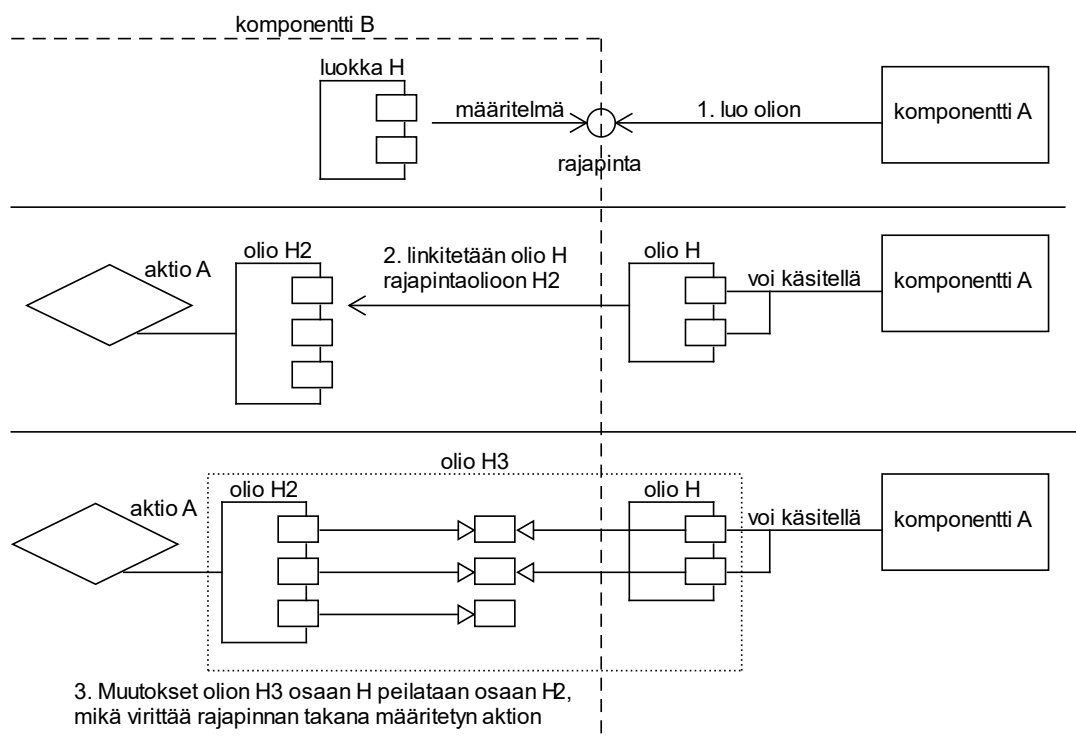 komponentti B
luokka H
määritelmä
1. luo olion
komponentti A
rajapinta
aktio A
olio H2
2. linkitetään olio H
rajapintaolioon H2
olio H
voi käsitellä
komponentti A
olio H3
aktio A
olio H2
olio H
voi käsitellä
komponentti A
3. Muutokset olion H3 osaan H peilataan osaan H2,
mikä virittää rajapinnan takana määritetyn aktion